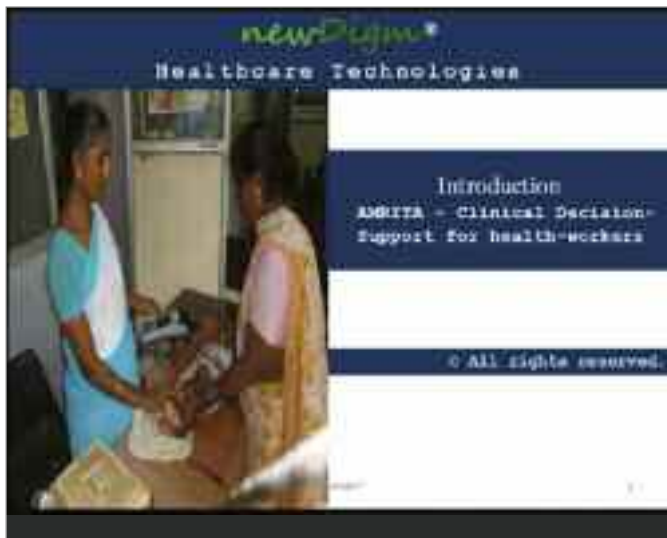 newDigm®
Healthcare Technologies
Introduction
AMRITA - Clinical Decision-
Support for health-workers
© All rights reserved.